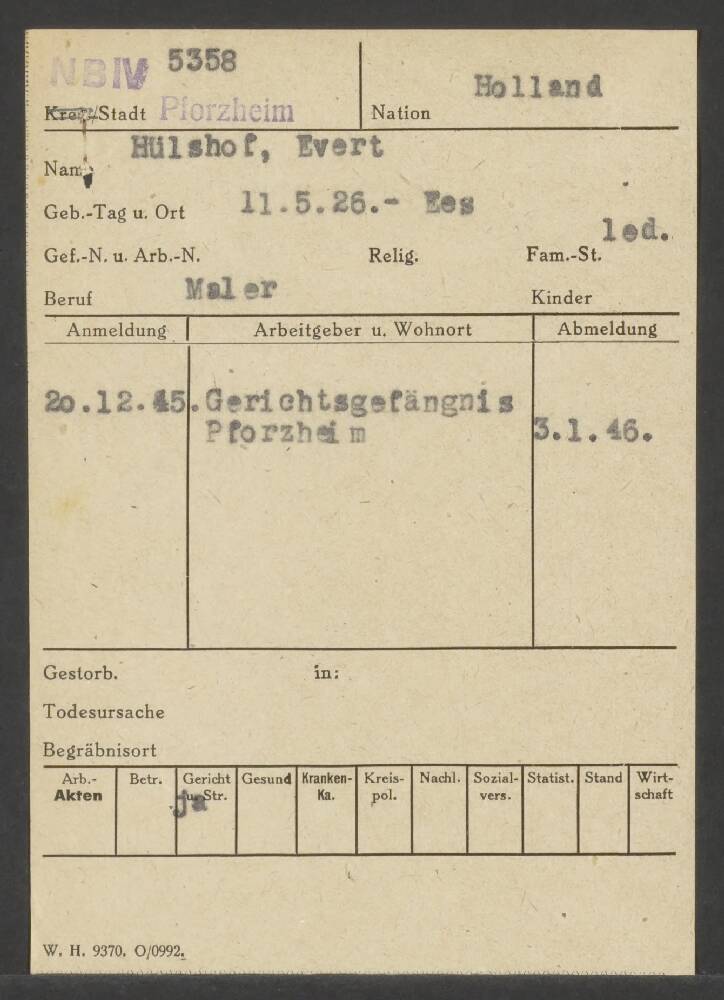 NBIV 5358
Kreis/Stadt Pforzheim
Holland
Nation
Hülshof, Evert
Name
Geb.-Tag u. Ort 11.5.26.- Ees
led.
Gef.-N. u. Arb.-N. Relig. Fam.-St.
Beruf Maler Kinder
Anmeldung Arbeitgeber u. Wohnort Abmeldung
20.12.45. Gerichtsgefängnis
Pforzheim 3.1.46.
Gestorb. in:
Todesursache
Begräbnisort
Arb.- Betr. Gericht Gesund Kranken- Kreis- Nachl. Sozial- Statist. Stand Wirt-
Akten u. Str. Ka. pol. vers. schaft
ja
W. H. 9370. O/0992.